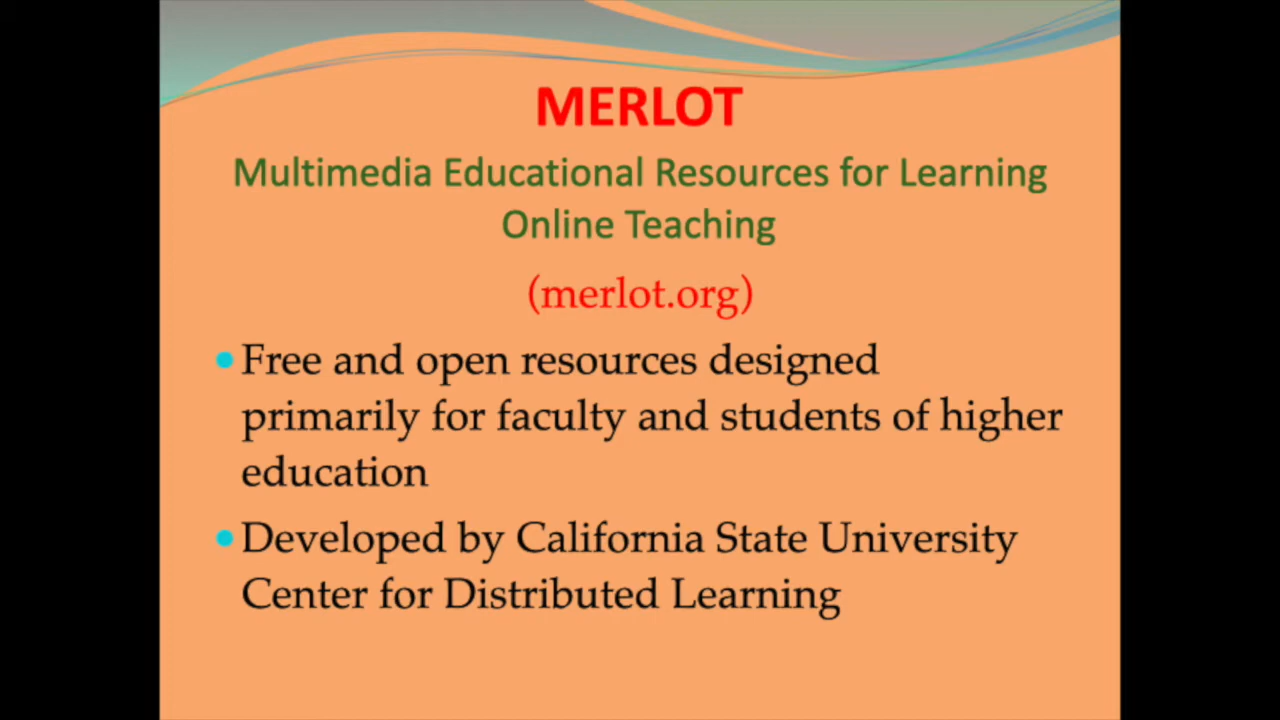 MERLOT
Multimedia Educational Resources for Learning
Online Teaching
(merlot.org)
Free and open resources designed
primarily for faculty and students of higher
education
Developed by California State University
Center for Distributed Learning